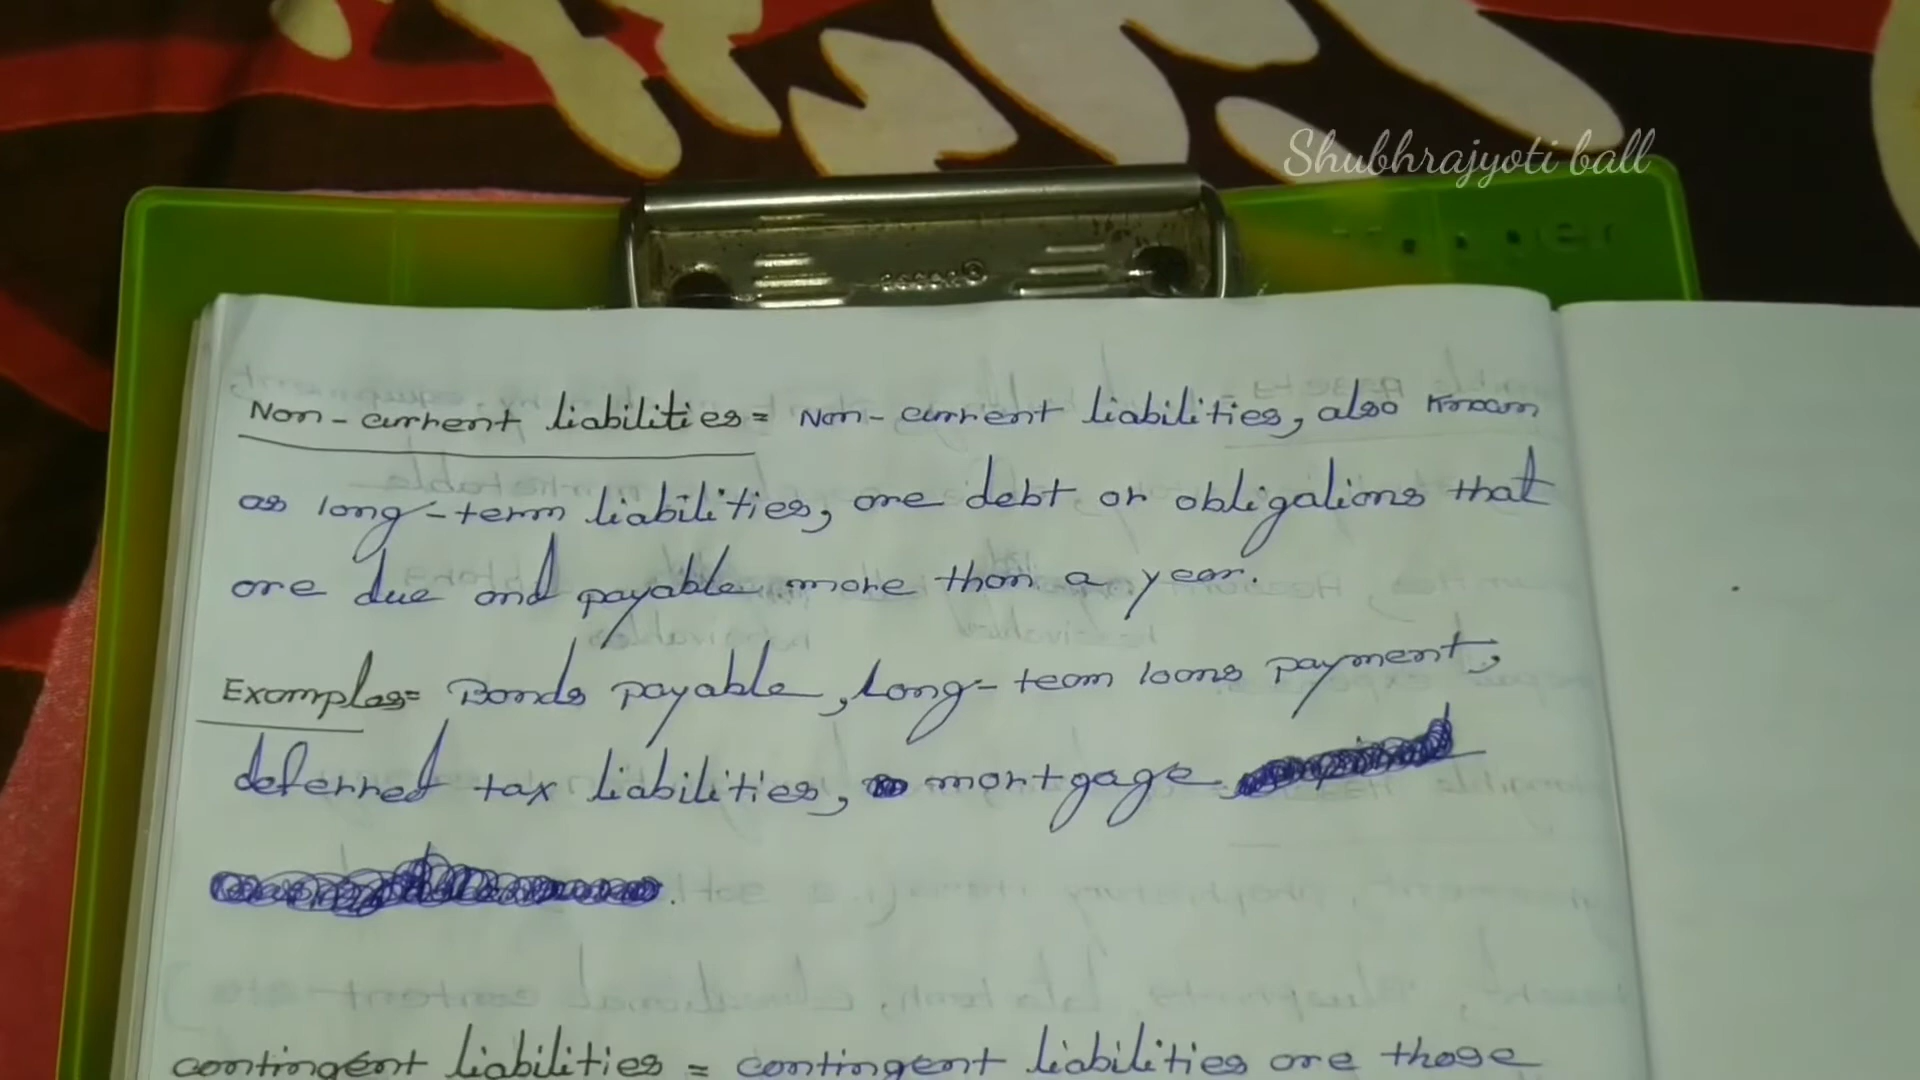 Shubhrajyoti ball
Non-current liabilities = Non-current liabilities, also known
as long-term liabilities, are debt or obligations that
are due and payable more than a year.
Examples= Bonds payable, Long-term loans payment,
deferred tax liabilities, mortgage
contingent liabilities = contingent liabilities are those